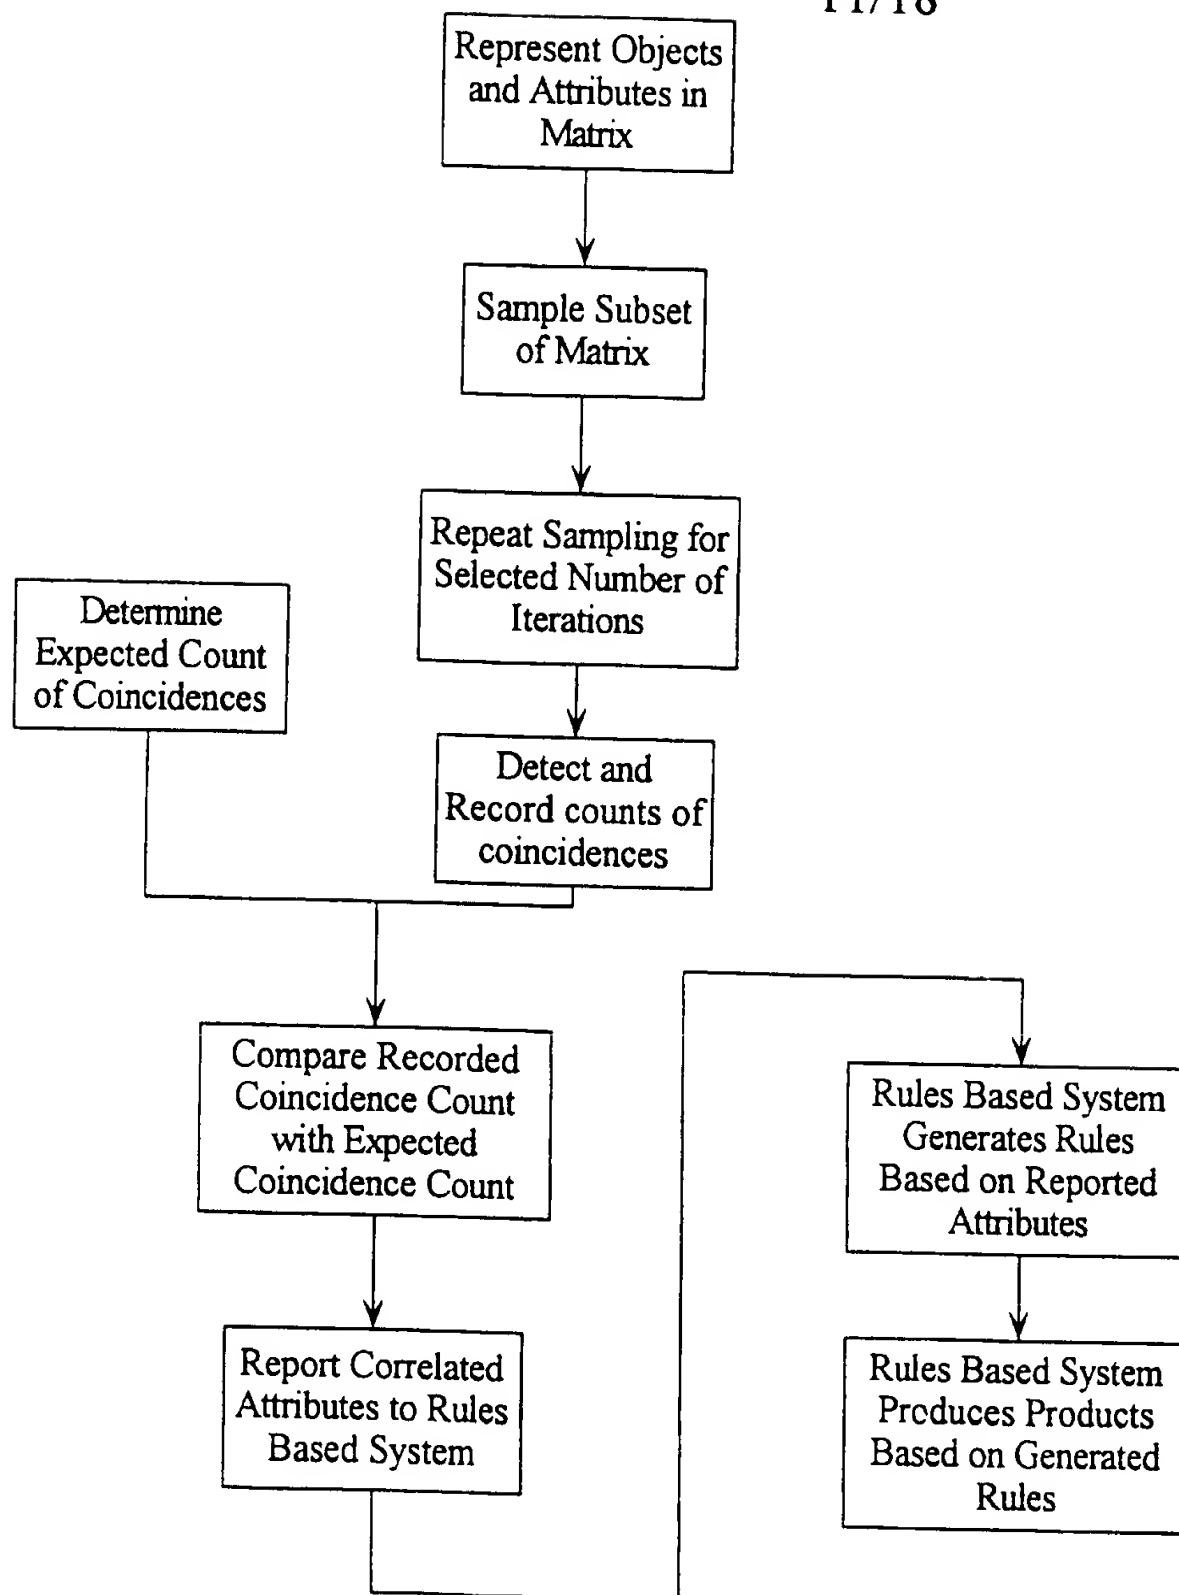 Represent Objects
and Attributes in
Matrix
Sample Subset
of Matrix
Repeat Sampling for
Selected Number of
Iterations
Determine
Expected Count
of Coincidences
Detect and
Record counts of
coincidences
Compare Recorded
Coincidence Count
with Expected
Coincidence Count
Report Correlated
Attributes to Rules
Based System
Rules Based System
Generates Rules
Based on Reported
Attributes
Rules Based System
Produces Products
Based on Generated
Rules